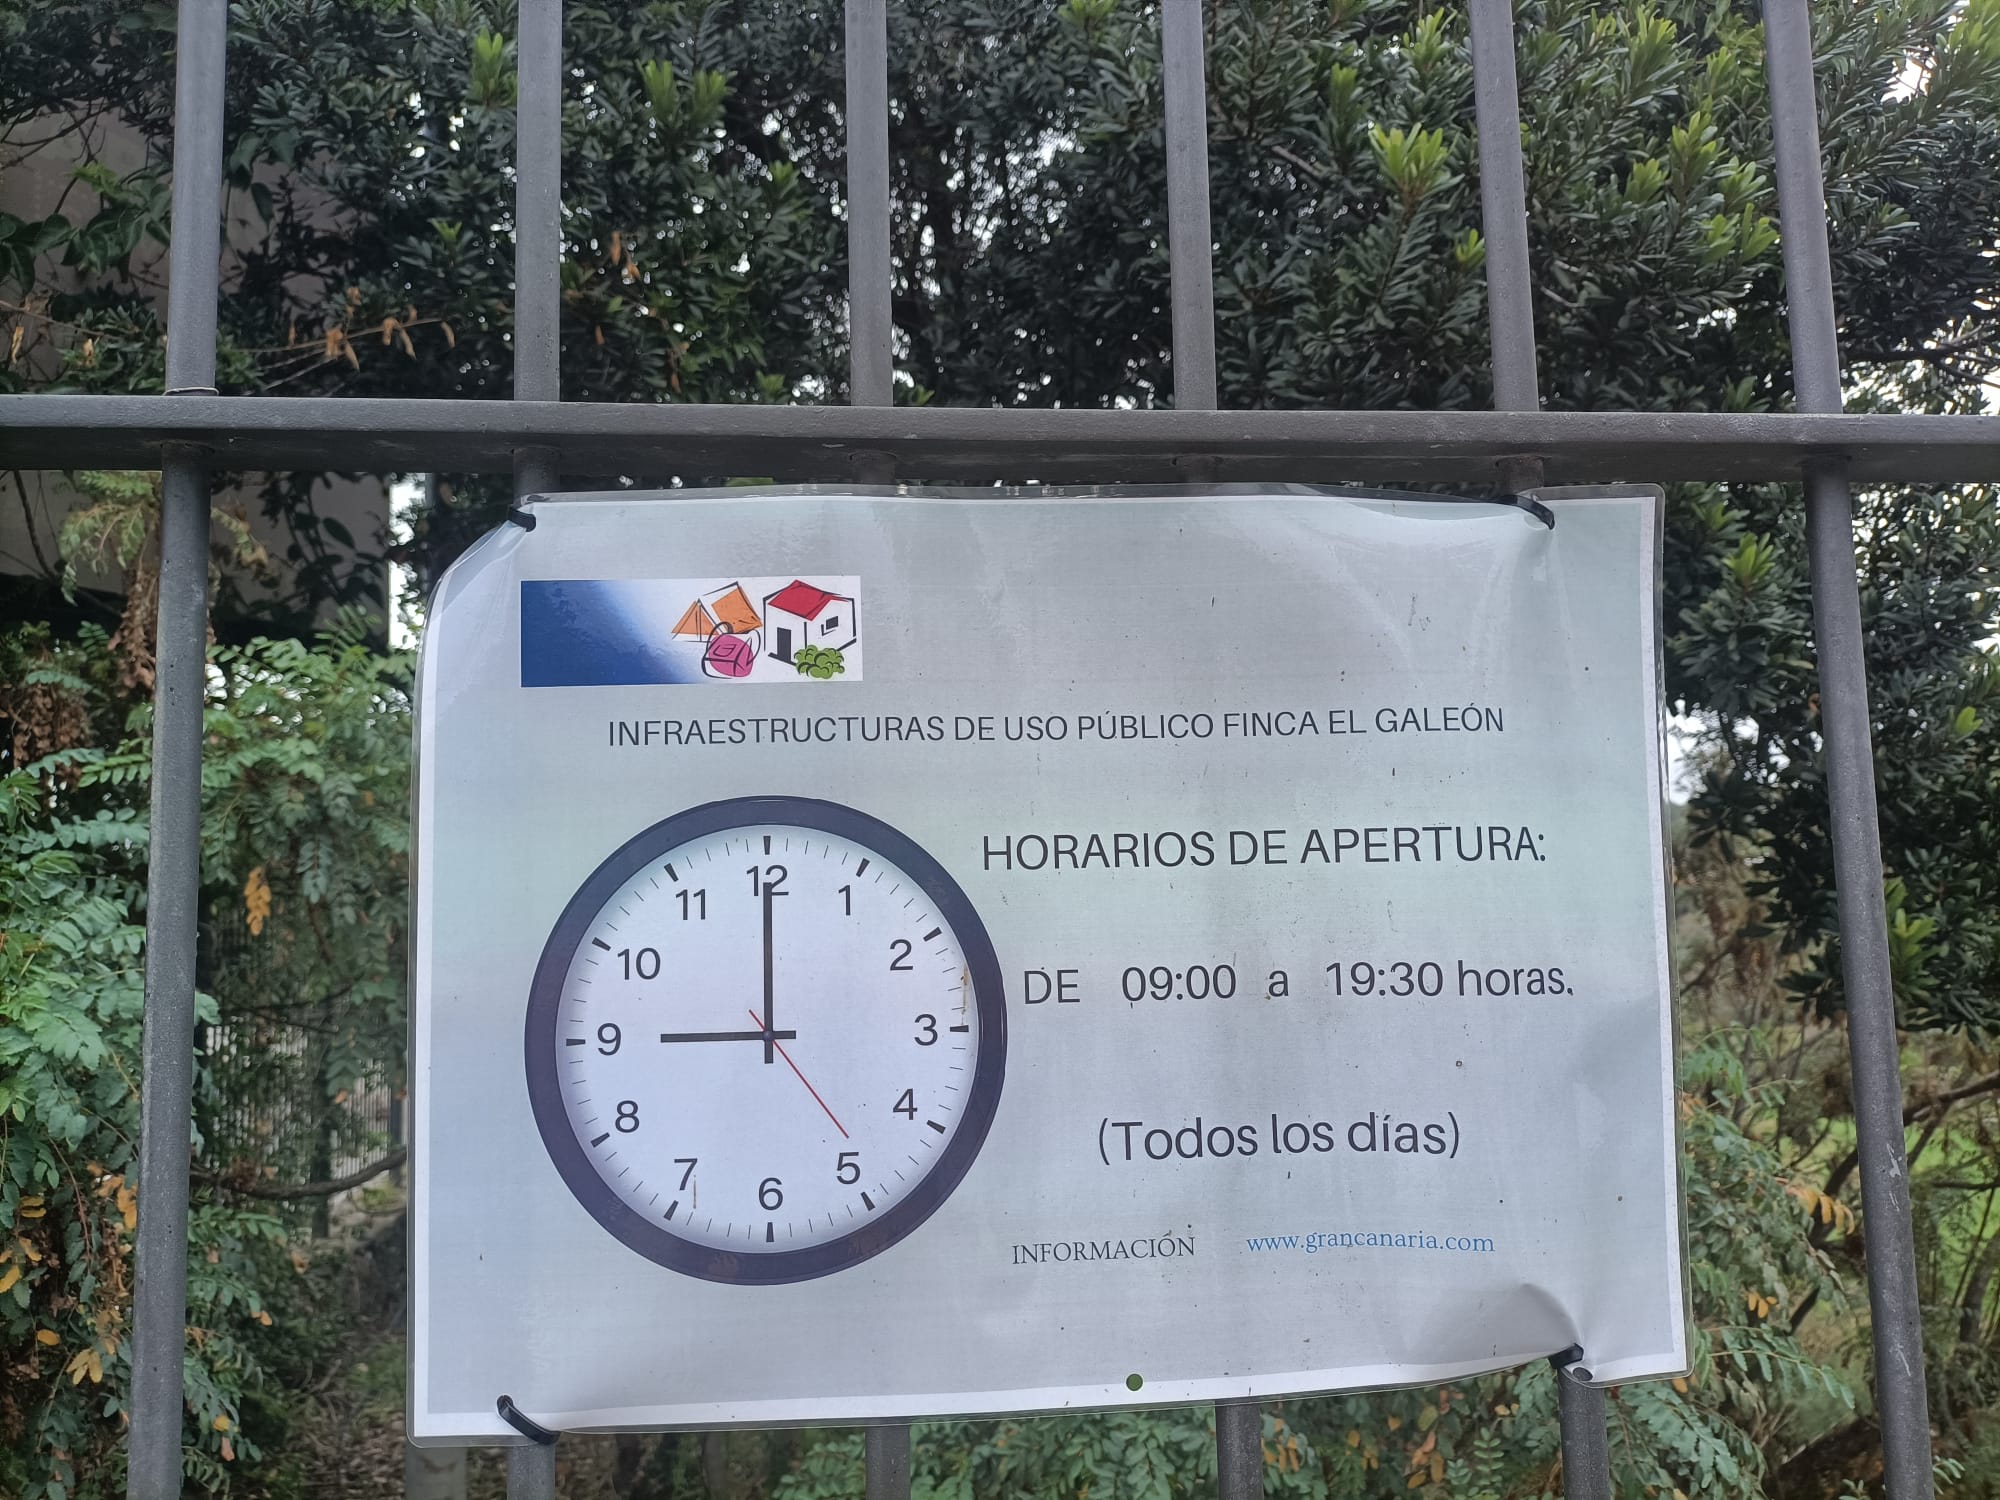 INFRAESTRUCTURAS DE USO PÚBLICO FINCA EL GALEÓN
12
1
2
3
4
5
6
7
8
9
10
11
HORARIOS DE APERTURA:
DE 09:00 a 19:30 horas.
(Todos los días)
INFORMACIÓN www.grancanaria.com